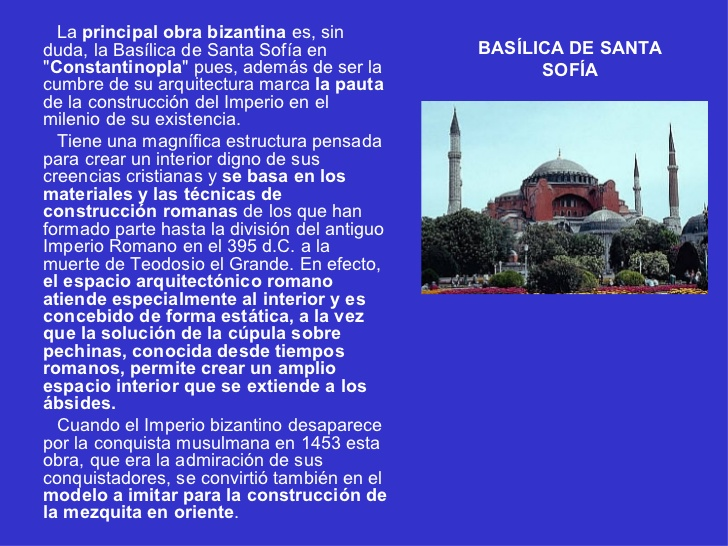 La principal obra bizantina es, sin
duda, la Basílica de Santa Sofía en
"Constantinopla" pues, además de ser la
cumbre de su arquitectura marca la pauta
de la construcción del Imperio en el
milenio de su existencia.
Tiene una magnífica estructura pensada
para crear un interior digno de sus
creencias cristianas y se basa en los
materiales y las técnicas de
construcción romanas de los que han
formado parte hasta la división del antiguo
Imperio Romano en el 395 d.C. a la
muerte de Teodosio el Grande. En efecto,
el espacio arquitectónico romano
atiende especialmente al interior y es
concebido de forma estática, a la vez
que la solución de la cúpula sobre
pechinas, conocida desde tiempos
romanos, permite crear un amplio
espacio interior que se extiende a los
ábsides.
Cuando el Imperio bizantino desaparece
por la conquista musulmana en 1453 esta
obra, que era la admiración de sus
conquistadores, se convirtió también en el
modelo a imitar para la construcción de
la mezquita en oriente.
BASÍLICA DE SANTA
SOFÍA